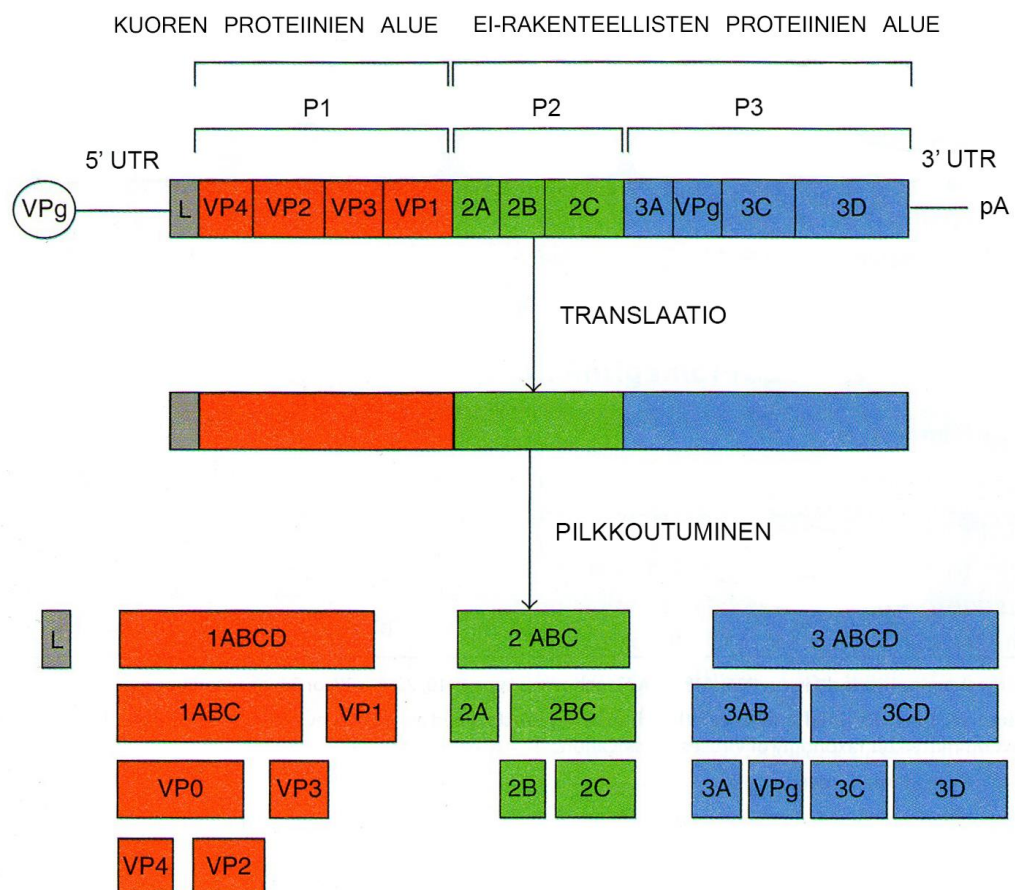 KUOREN PROTEIINIEN ALUE EI-RAKENTEELLISTEN PROTEIINIEN ALUE
P1 P2 P3
5' UTR 3' UTR
VPg L VP4 VP2 VP3 VP1 2A 2B 2C 3A VPg 3C 3D pA
TRANSLAATIO
PILKKOUTUMINEN
L 1ABCD 2 ABC 3 ABCD
1ABC VP1 2A 2BC 3AB 3CD
VP0 VP3 2B 2C 3A VPg 3C 3D
VP4 VP2